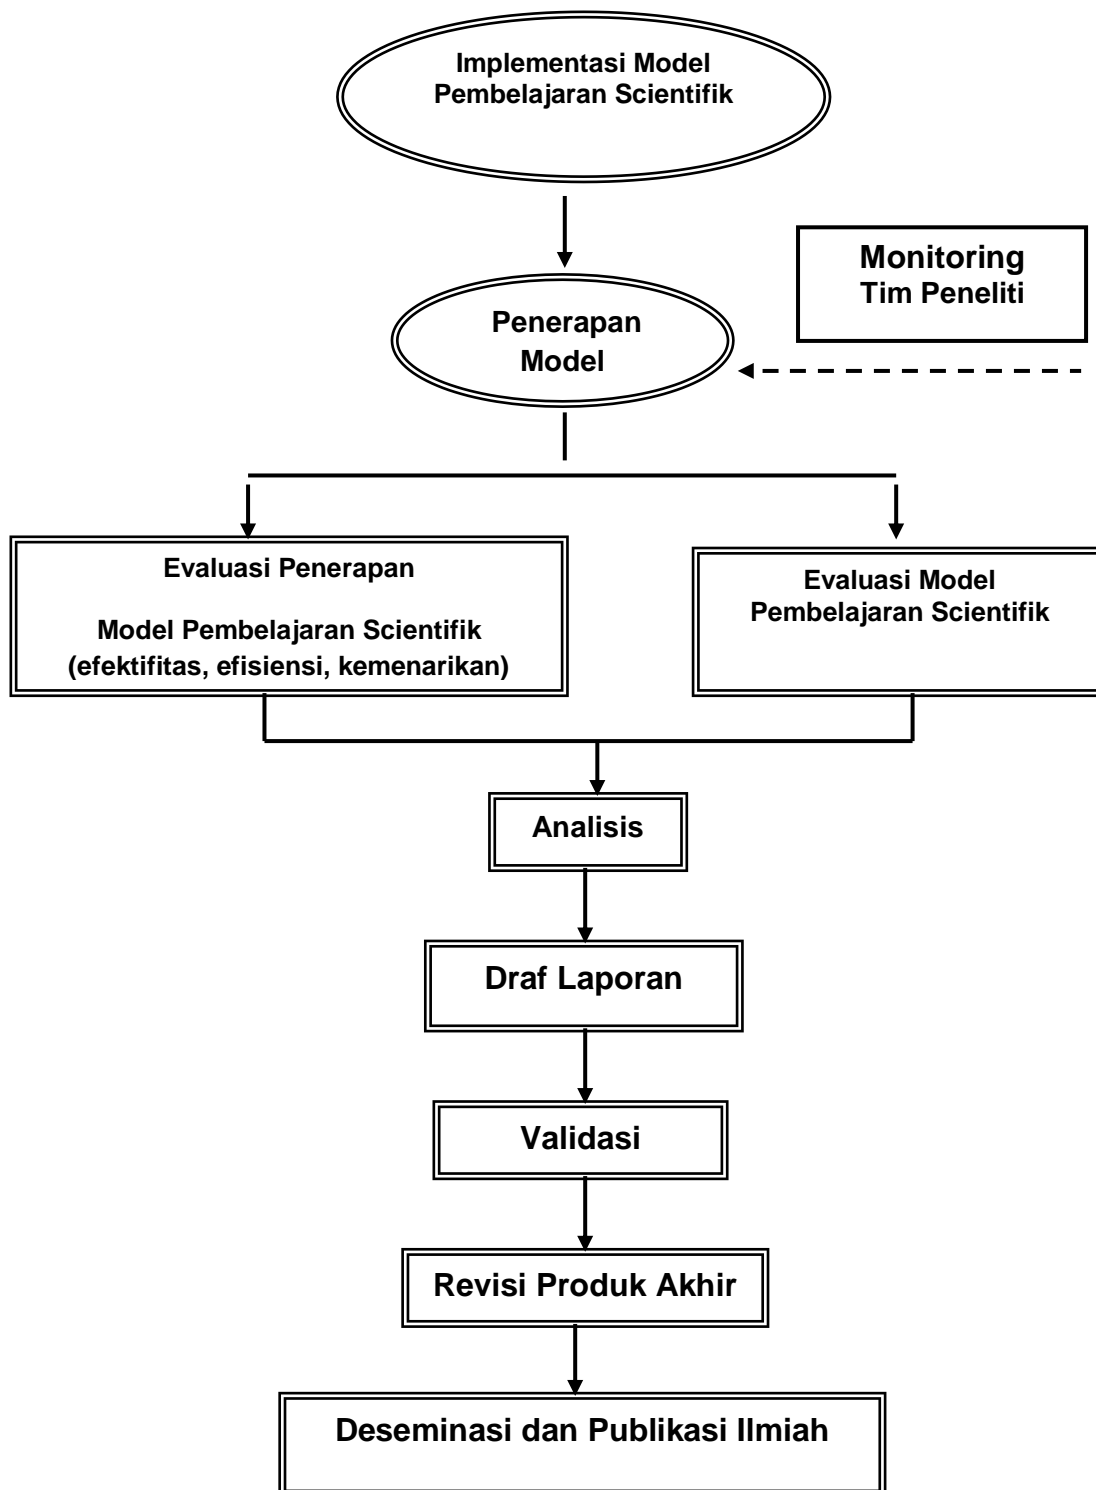 Implementasi Model
Pembelajaran Scientifik
Monitoring
Tim Peneliti
Penerapan
Model
Evaluasi Penerapan
Model Pembelajaran Scientifik
(efektifitas, efisiensi, kemenarikan)
Evaluasi Model
Pembelajaran Scientifik
Analisis
Draf Laporan
Validasi
Revisi Produk Akhir
Deseminasi dan Publikasi Ilmiah